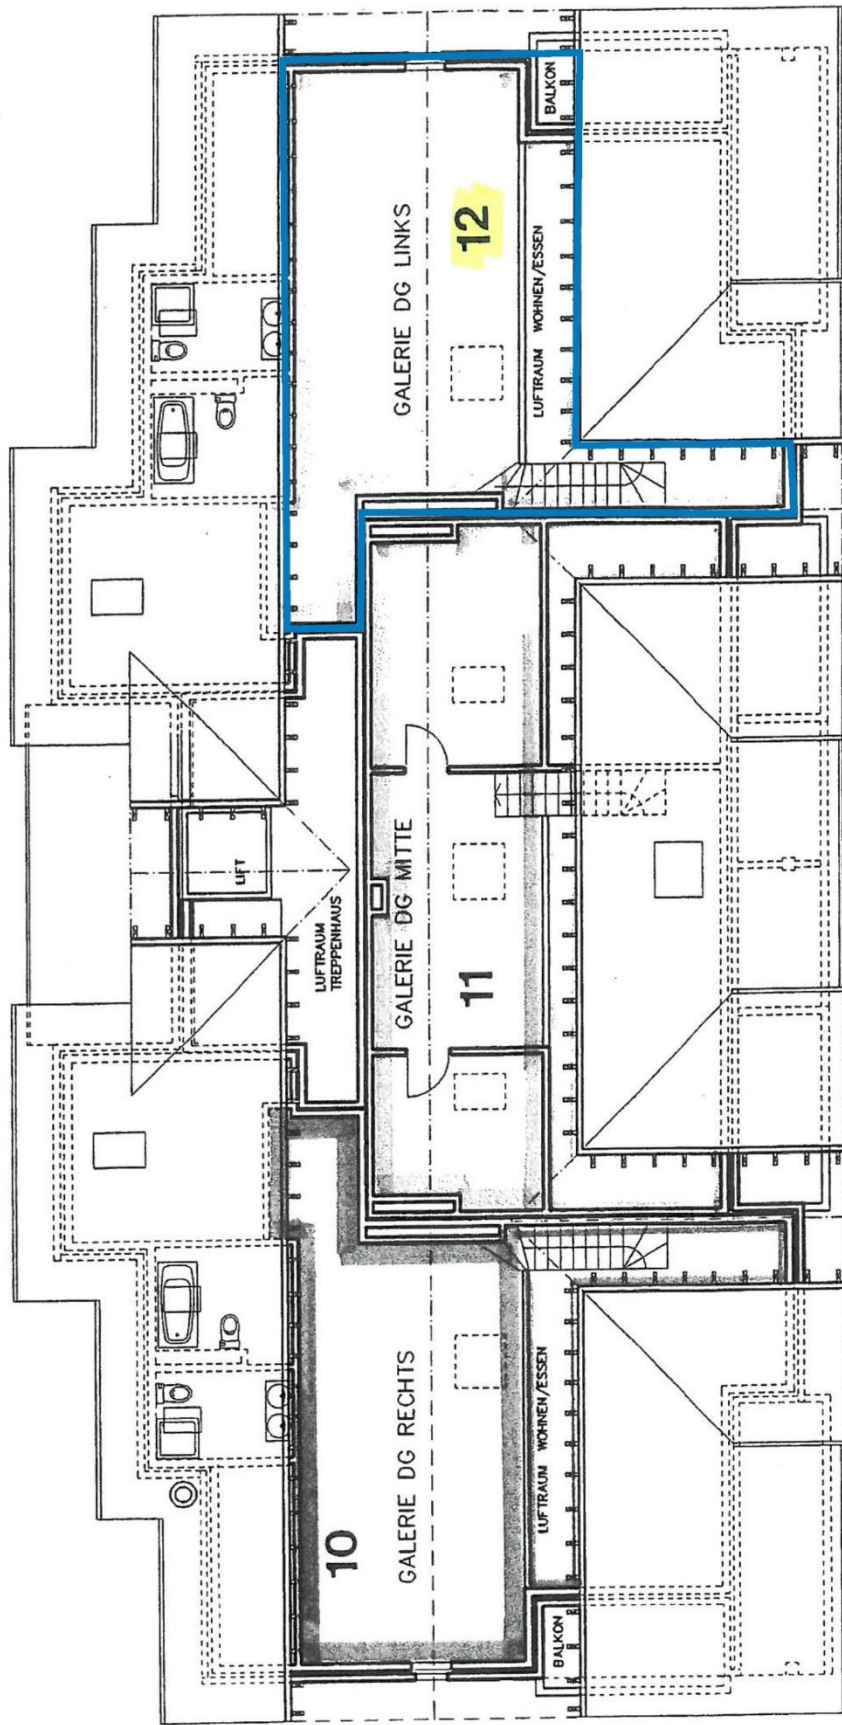 BALKON
12
GALERIE DG LINKS
LUFTRAUM WOHNEN/ESSEN
LIFT
LUFTRAUM
TREPPENHAUS
GALERIE DG MITTE
11
10
GALERIE DG RECHTS
LUFTRAUM WOHNEN/ESSEN
BALKON